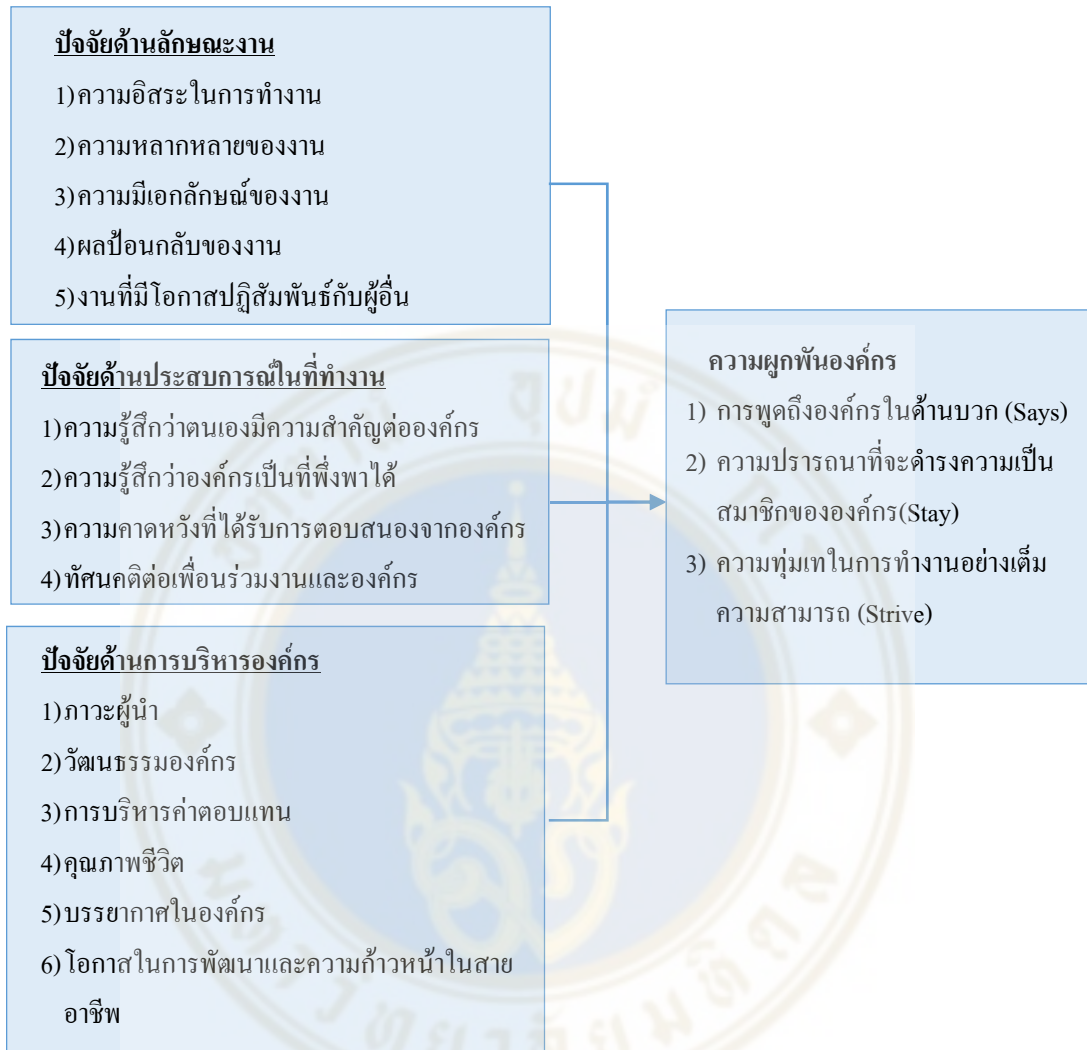 ปัจจัยด้านลักษณะงาน
1)ความอิสระในการทำงาน
2)ความหลากหลายของงาน
3)ความมีเอกลักษณ์ของงาน
4)ผลป้อนกลับของงาน
5)งานที่มีโอกาสปฏิสัมพันธ์กับผู้อื่น
ปัจจัยด้านประสบการณ์ในที่ทำงาน
1)ความรู้สึกว่าตนเองมีความสำคัญต่อองค์กร
2)ความรู้สึกว่าองค์กรเป็นที่พึ่งพาได้
3)ความคาดหวังที่ได้รับการตอบสนองจากองค์กร
4)ทัศนคติต่อเพื่อนร่วมงานและองค์กร
ปัจจัยด้านการบริหารองค์กร
1)ภาวะผู้นำ
2)วัฒนธรรมองค์กร
3)การบริหารค่าตอบแทน
4)คุณภาพชีวิต
5)บรรยากาศในองค์กร
6)โอกาสในการพัฒนาและความก้าวหน้าในสาย
อาชีพ
ความผูกพันองค์กร
1) การพูดถึงองค์กรในด้านบวก (Says)
2) ความปรารถนาที่จะดำรงความเป็น
สมาชิกขององค์กร(Stay)
3) ความทุ่มเทในการทำงานอย่างเต็ม
ความสามารถ (Strive)